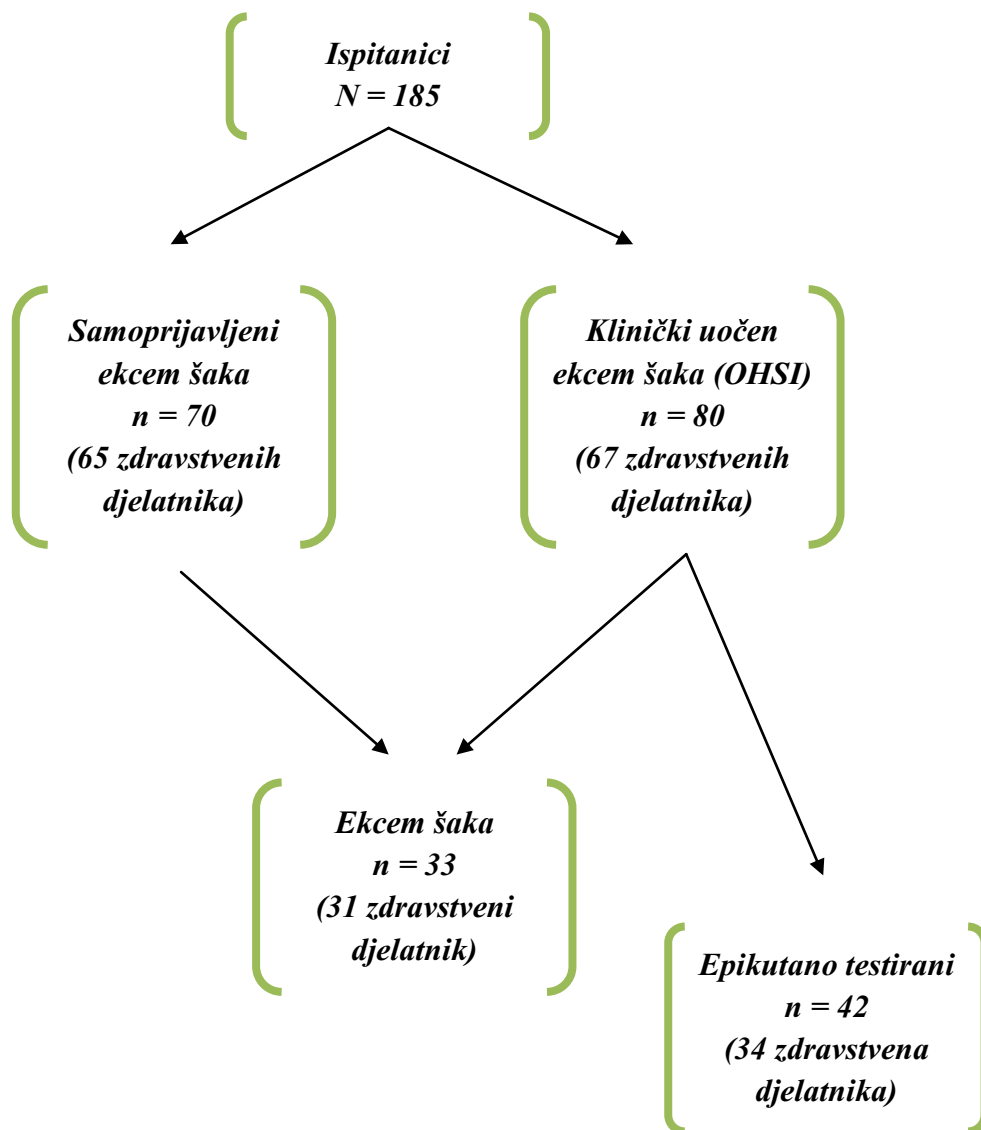 Ispitanici
N = 185
Samoprijavljeni
ekcem šaka
n = 70
(65 zdravstvenih
djelatnika)
Klinički uočen
ekcem šaka (OHSI)
n = 80
(67 zdravstvenih
djelatnika)
Ekcem šaka
n = 33
(31 zdravstveni
djelatnik)
Epikutano testirani
n = 42
(34 zdravstvena
djelatnika)